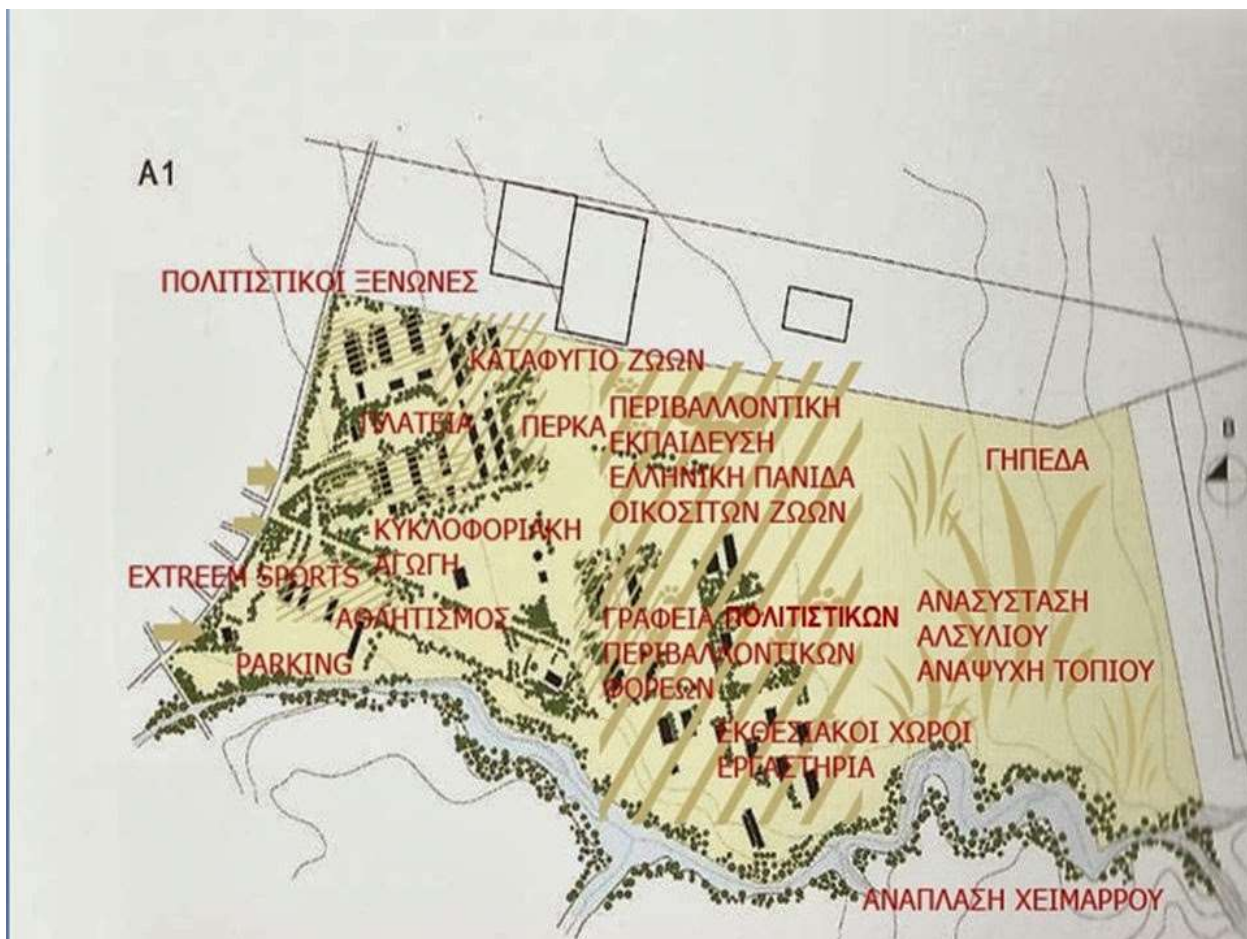 A1
ΠΟΛΙΤΙΣΤΙΚΟΙ ΞΕΝΩΝΕΣ
ΚΑΤΑΦΥΓΙΟ ΖΩΩΝ
ΠΛΑΤΕΙΑ
ΠΕΡΚΑ
ΠΕΡΙΒΑΛΛΟΝΤΙΚΗ
ΕΚΠΑΙΔΕΥΣΗ
ΕΛΛΗΝΙΚΗ ΠΑΝΙΔΑ
ΟΙΚΟΣΙΤΩΝ ΖΩΩΝ
ΓΗΠΕΔΑ
Β
ΚΥΚΛΟΦΟΡΙΑΚΗ
ΑΓΩΓΗ
EXTREEM SPORTS
ΑΘΛΗΤΙΣΜΟΣ
PARKING
ΓΡΑΦΕΙΑ ΠΟΛΙΤΙΣΤΙΚΩΝ
ΠΕΡΙΒΑΛΛΟΝΤΙΚΩΝ
ΦΟΡΕΩΝ
ΑΝΑΣΥΣΤΑΣΗ
ΑΛΣΥΛΙΟΥ
ΑΝΑΨΥΧΗ ΤΟΠΙΟΥ
ΕΚΘΕΣΙΑΚΟΙ ΧΩΡΟΙ
ΕΡΓΑΣΤΗΡΙΑ
ΑΝΑΠΛΑΣΗ ΧΕΙΜΑΡΡΟΥ